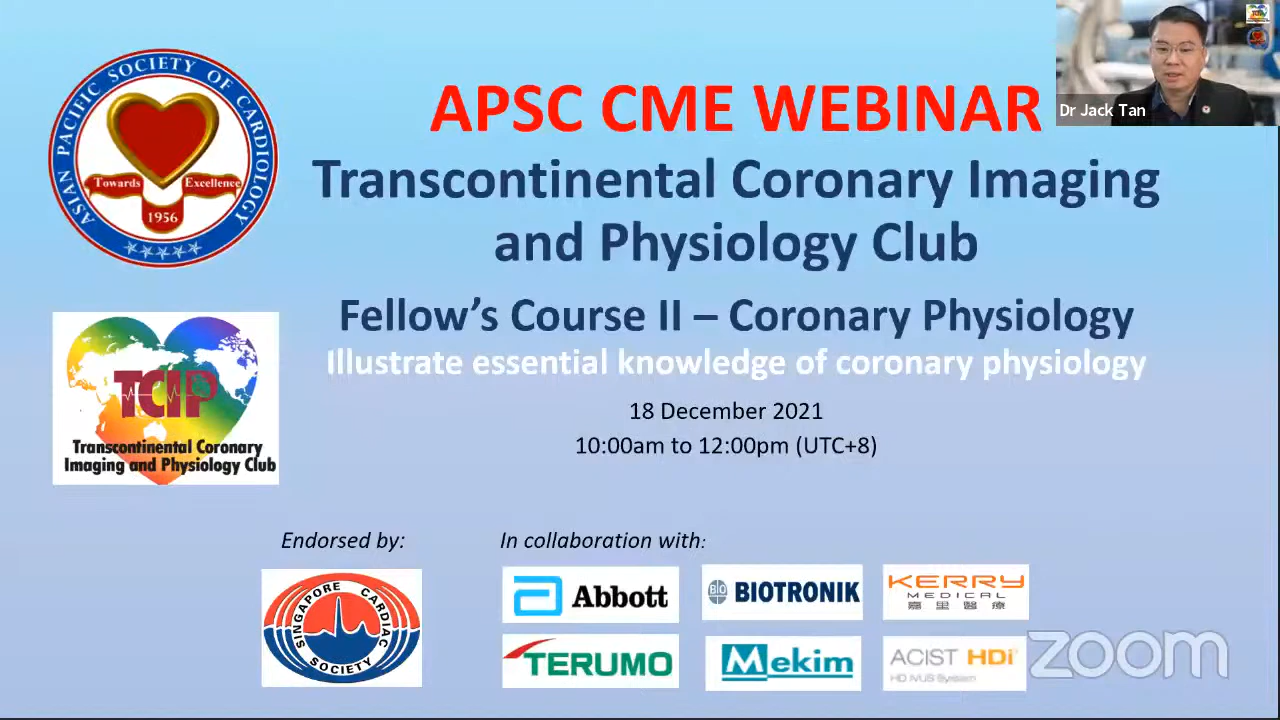 Dr Jack Tan
ASIAN PACIFIC SOCIETY OF CARDIOLOGY
Towards Excellence
1956
APSC CME WEBINAR
Transcontinental Coronary Imaging
and Physiology Club
Fellow's Course II – Coronary Physiology
Illustrate essential knowledge of coronary physiology
18 December 2021
10:00am to 12:00pm (UTC+8)
TCIP
Transcontinental Coronary
Imaging and Physiology Club
Endorsed by:
In collaboration with:
SINGAPORE CARDIAC SOCIETY
Abbott
BIO
BIOTRONIK
KERRY
MEDICAL
嘉里醫療
TERUMO
Mekim
ACIST HDi
HD IVUS System
zoom